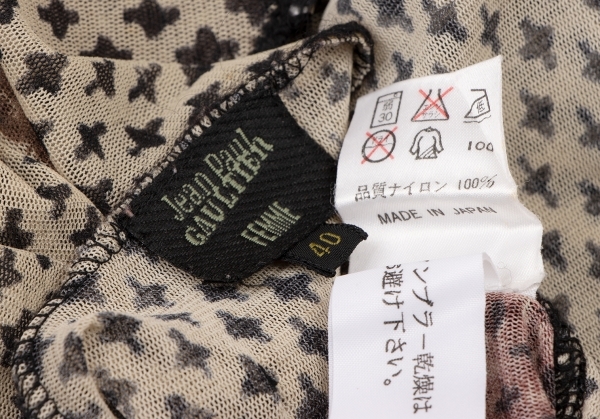 Jean Paul
GAULTIER
FEMME
40
100
品質ナイロン 100%
MADE IN JAPAN
ンブラー乾燥は
避け下さい。